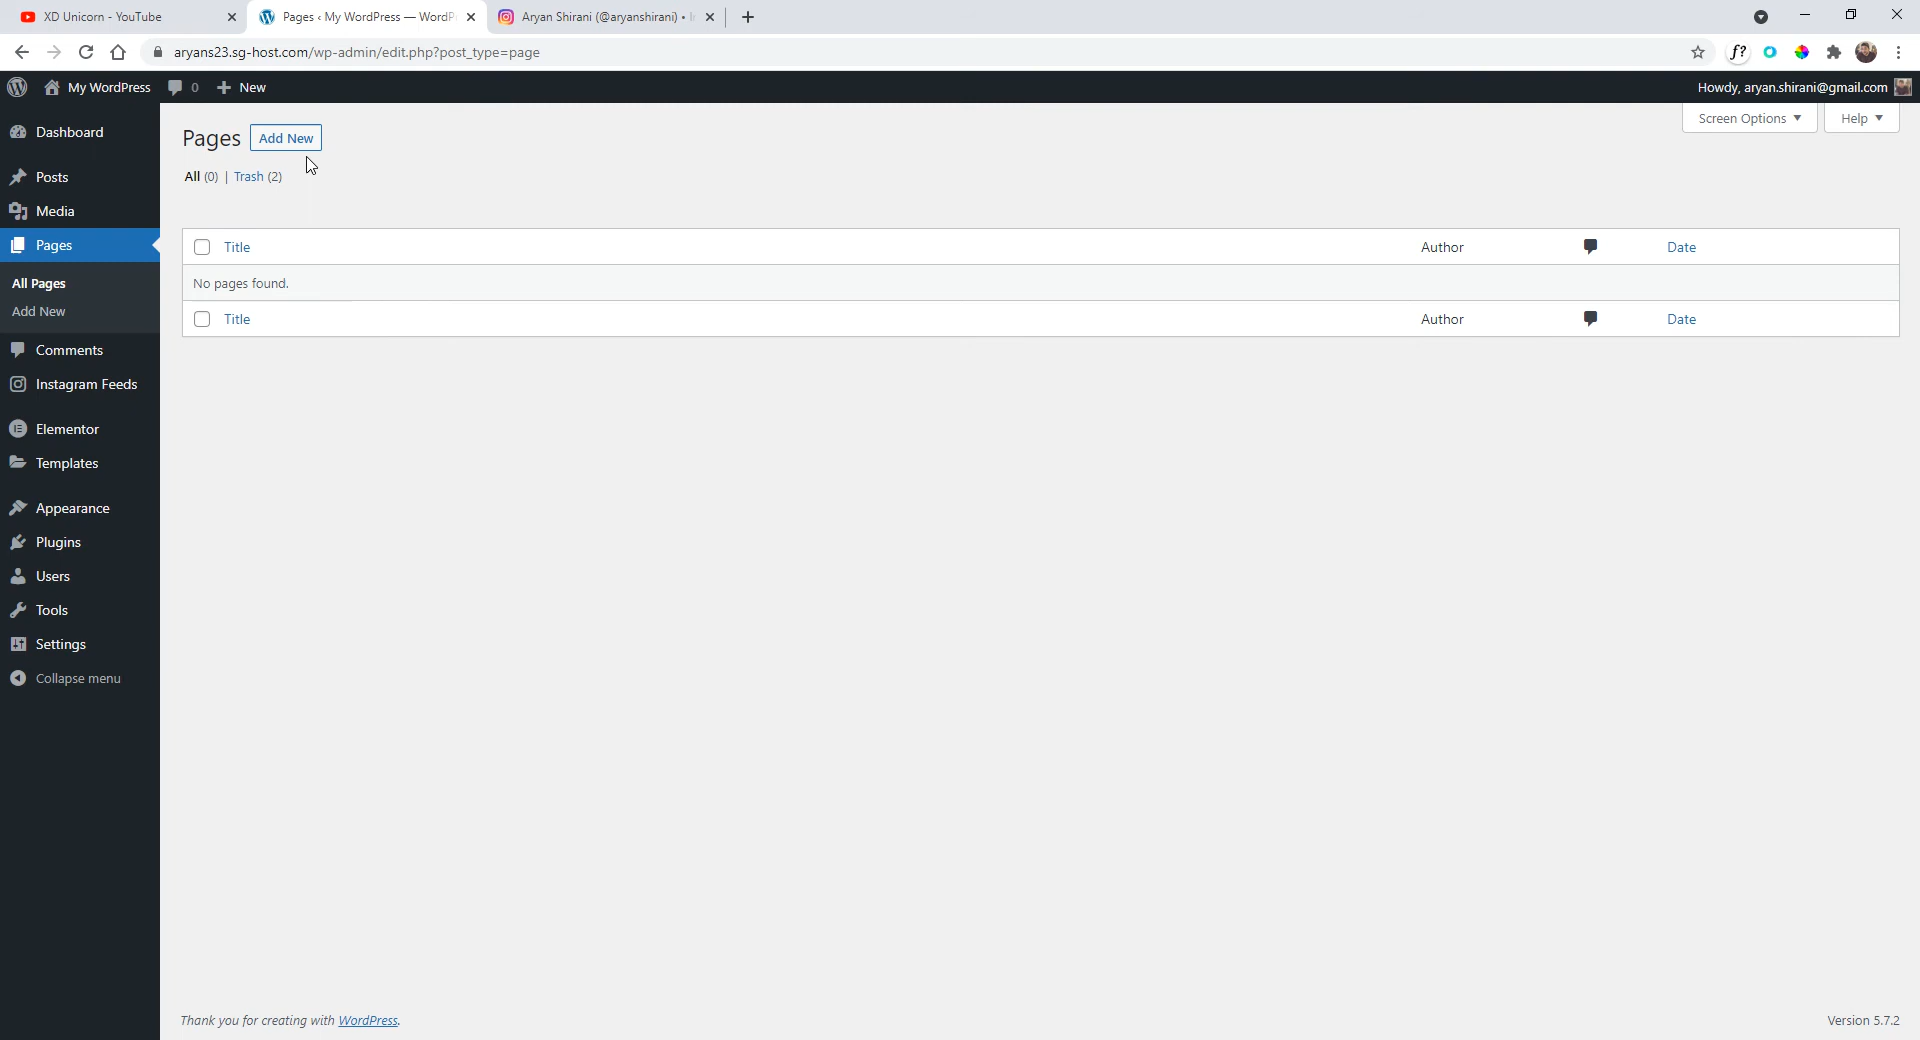 XD Unicorn - YouTube
Pages ‹ My WordPress — WordP
Aryan Shirani (@aryanshirani) • I
aryans23.sg-host.com/wp-admin/edit.php?post_type=page
f?
My WordPress 0 New
Howdy, aryan.shirani@gmail.com
Dashboard
Posts
Media
Pages
All Pages
Add New
Comments
Instagram Feeds
Elementor
Templates
Appearance
Plugins
Users
Tools
Settings
Collapse menu
Screen Options
Help
Pages Add New
All (0) | Trash (2)
Title Author Date
No pages found.
Title Author Date
Thank you for creating with WordPress.
Version 5.7.2